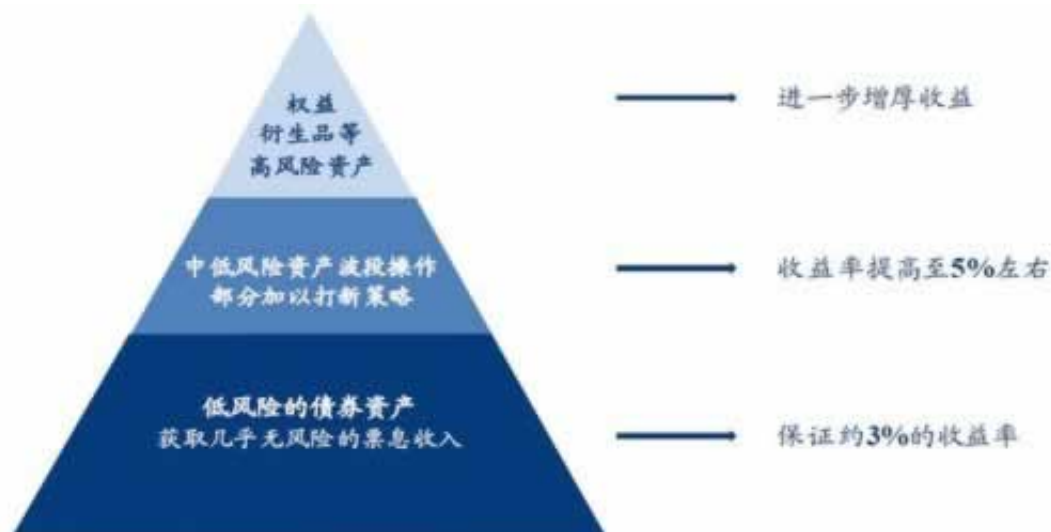 权益
衍生品等
高风险资产
进一步增厚收益
中低风险资产波段操作
部分加以打新策略
收益率提高至5%左右
低风险的债券资产
获取几乎无风险的票息收入
保证约3%的收益率